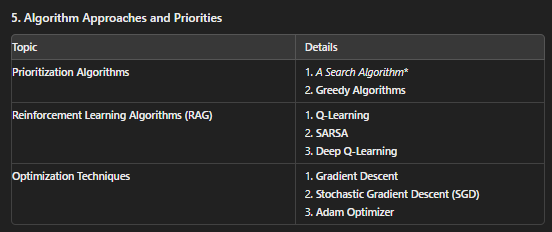 5. Algorithm Approaches and Priorities
Topic Details
Prioritization Algorithms 1. A Search Algorithm*
2. Greedy Algorithms
Reinforcement Learning Algorithms (RAG) 1. Q-Learning
2. SARSA
3. Deep Q-Learning
Optimization Techniques 1. Gradient Descent
2. Stochastic Gradient Descent (SGD)
3. Adam Optimizer